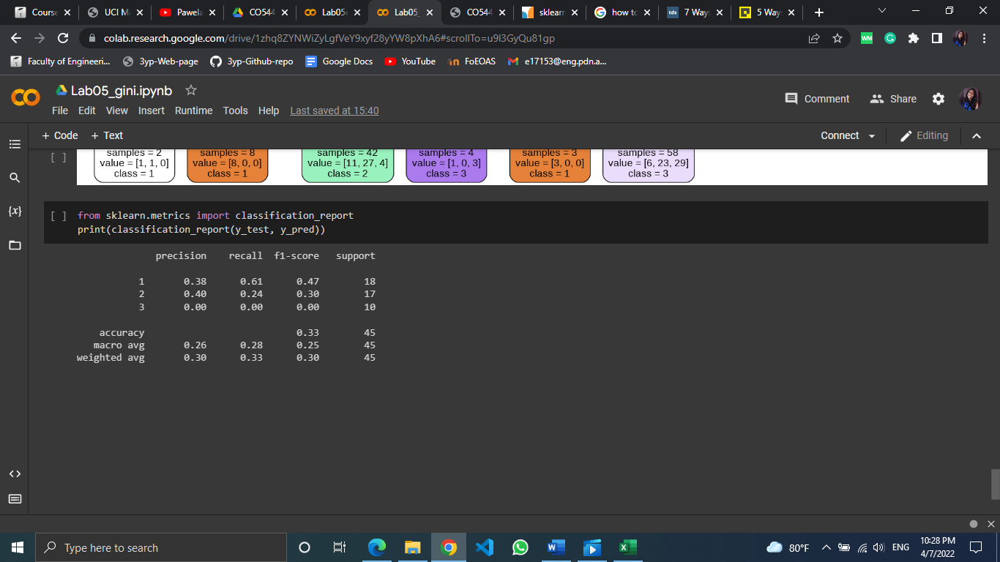 Course UCI M Pawela CO544 Lab05 Lab05_ CO544 sklearn how to 7 Way 5 Way
colab.research.google.com/drive/1zhq8ZYNWiZyLgfVeY9xyf28yYW8pXhA6#scrollTo=u9l3GyQu81gp
Faculty of Engineeri... 3yp-Web-page 3yp-Github-repo Google Docs YouTube FoEOAS e17153@eng.pdn.a...
Lab05_gini.ipynb
Comment Share
File Edit View Insert Runtime Tools Help Last saved at 15:40
+ Code + Text Connect Editing
[ ]
samples = 2 samples = 8 samples = 42 samples = 4 samples = 3 samples = 58
value = [1, 1, 0] value = [8, 0, 0] value = [11, 27, 4] value = [1, 0, 3] value = [3, 0, 0] value = [6, 23, 29]
class = 1 class = 1 class = 2 class = 3 class = 1 class = 3
[ ] from sklearn.metrics import classification_report
print(classification_report(y_test, y_pred))
precision recall f1-score support
1 0.38 0.61 0.47 18
2 0.40 0.24 0.30 17
3 0.00 0.00 0.00 10
accuracy 0.33 45
macro avg 0.26 0.28 0.25 45
weighted avg 0.30 0.33 0.30 45
Type here to search
80°F ENG 10:28 PM
4/7/2022